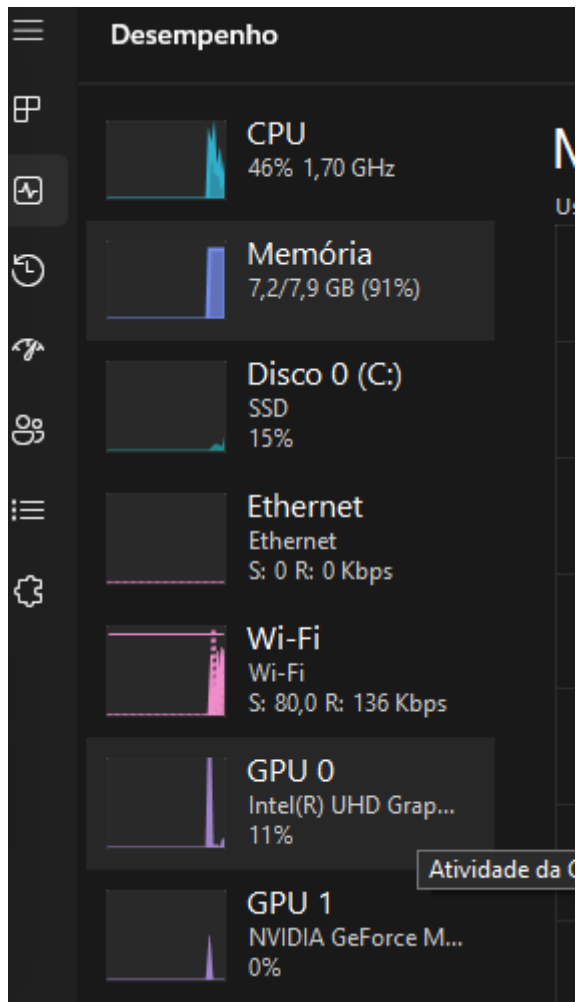 Desempenho
CPU
46% 1,70 GHz
Memória
7,2/7,9 GB (91%)
Disco 0 (C:)
SSD
15%
Ethernet
Ethernet
S: 0 R: 0 Kbps
Wi-Fi
Wi-Fi
S: 80,0 R: 136 Kbps
GPU 0
Intel(R) UHD Grap...
11%
Atividade da
GPU 1
NVIDIA GeForce M...
0%